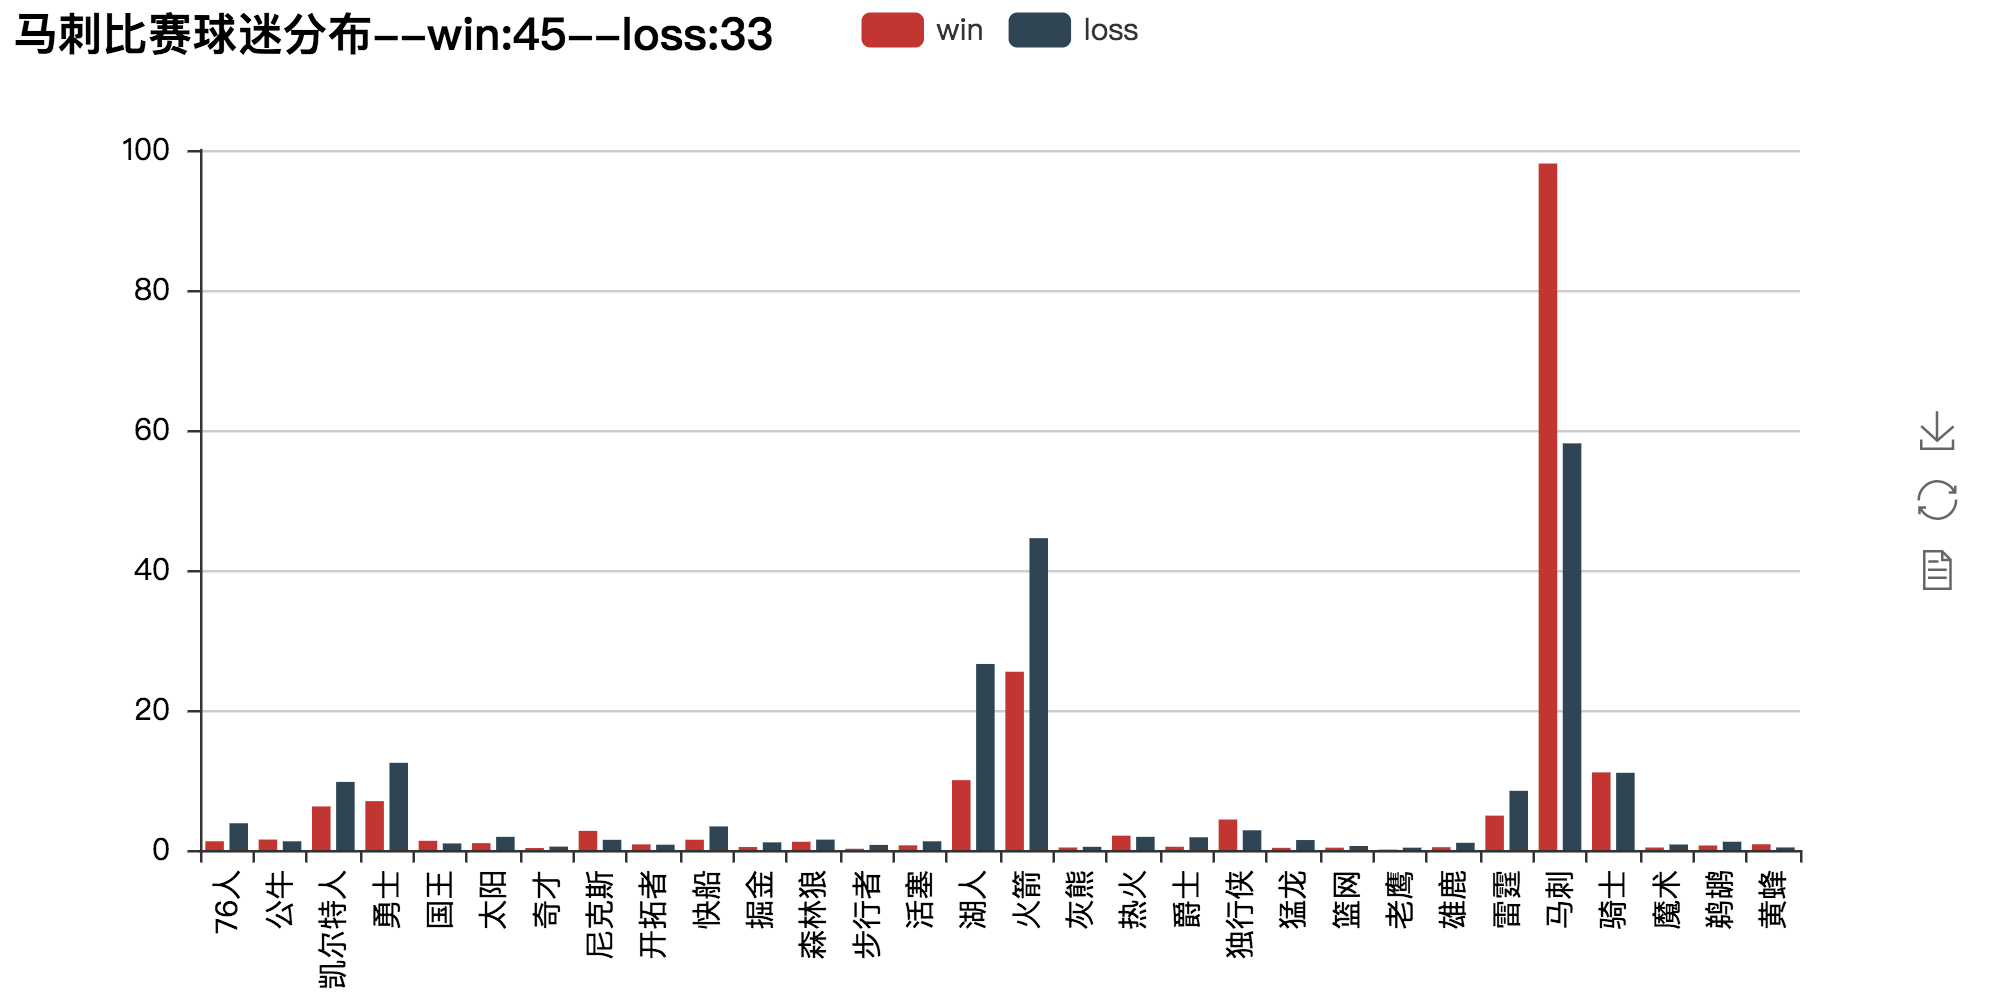 马刺比赛球迷分布--win:45--loss:33
win
loss
100
80
60
40
20
0
76人
公牛
凯尔特人
勇士
国王
太阳
奇才
尼克斯
开拓者
快船
掘金
森林狼
步行者
活塞
湖人
火箭
灰熊
热火
爵士
独行侠
猛龙
篮网
老鹰
雄鹿
雷霆
马刺
骑士
魔术
鹈鹕
黄蜂